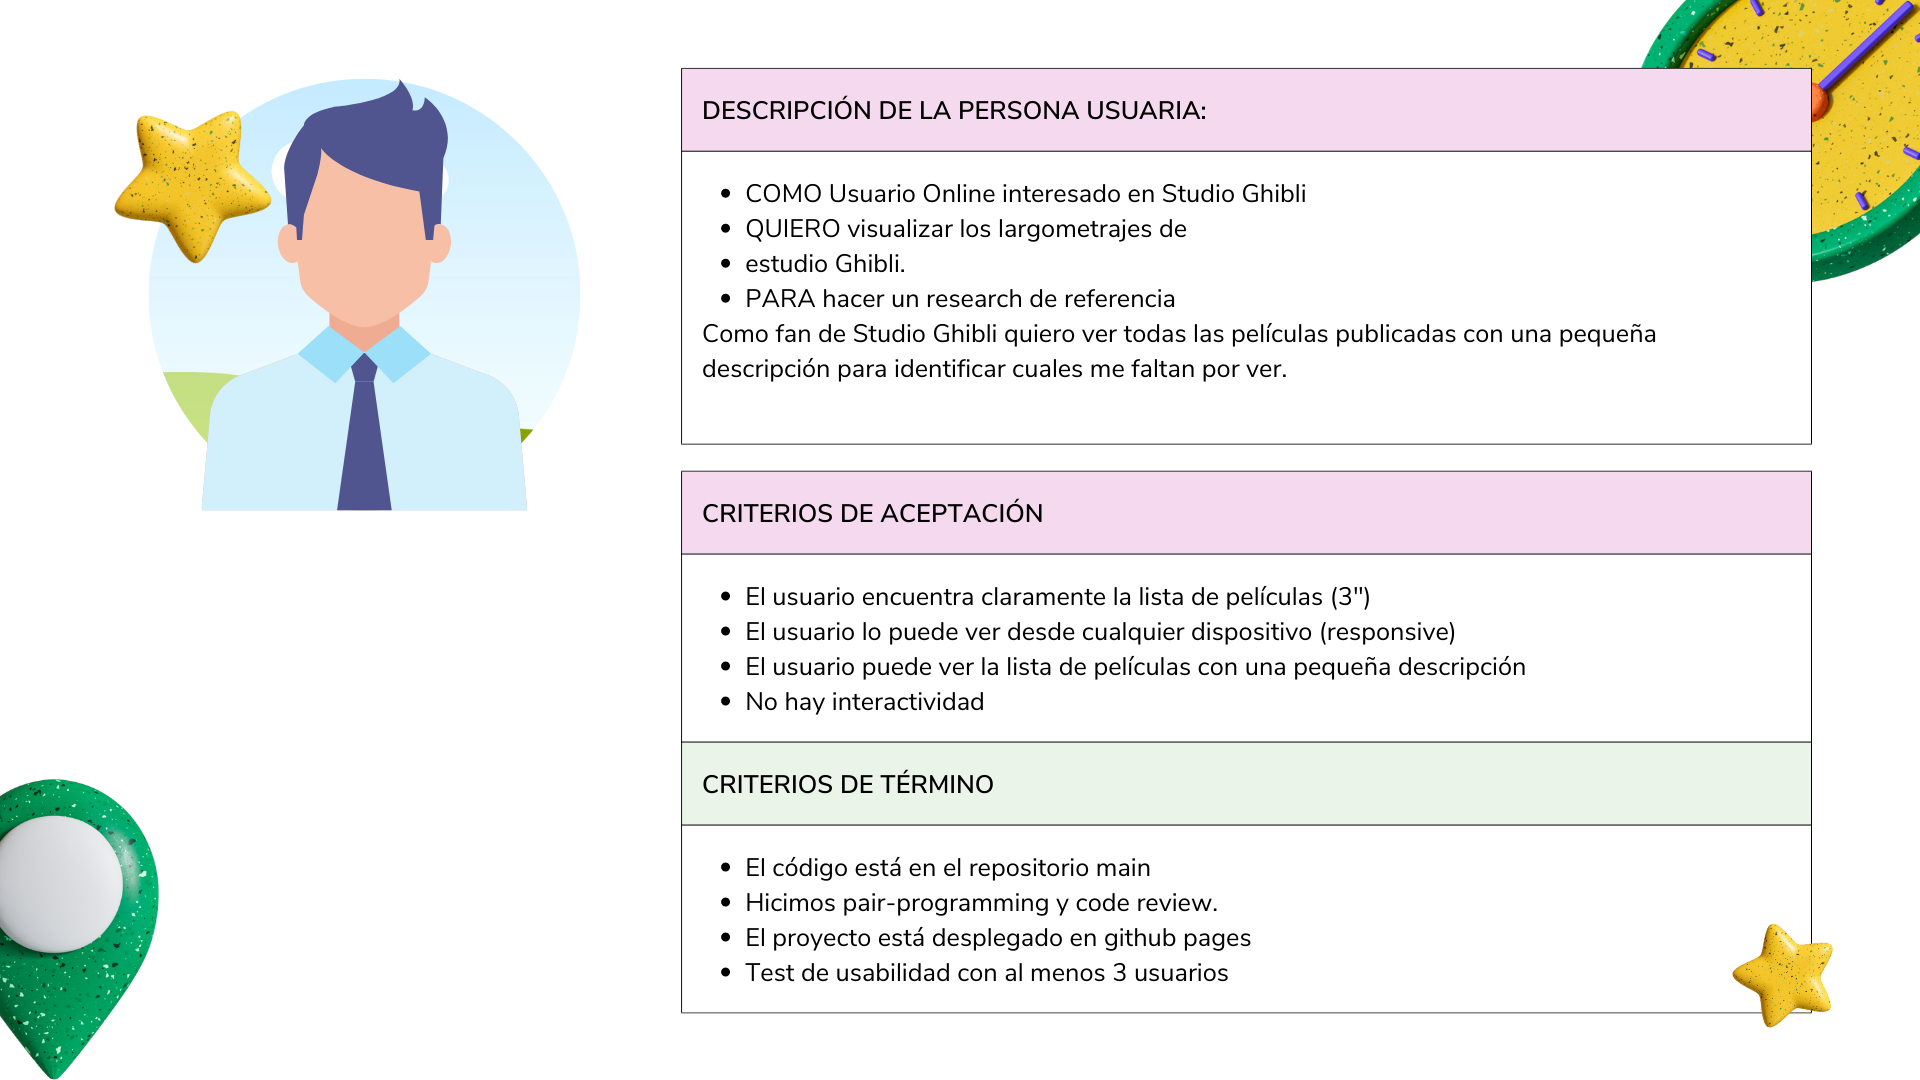 DESCRIPCIÓN DE LA PERSONA USUARIA:
• COMO Usuario Online interesado en Studio Ghibli
• QUIERO visualizar los largometrajes de
• estudio Ghibli.
• PARA hacer un research de referencia
Como fan de Studio Ghibli quiero ver todas las películas publicadas con una pequeña
descripción para identificar cuales me faltan por ver.
CRITERIOS DE ACEPTACIÓN
• El usuario encuentra claramente la lista de películas (3")
• El usuario lo puede ver desde cualquier dispositivo (responsive)
• El usuario puede ver la lista de películas con una pequeña descripción
• No hay interactividad
CRITERIOS DE TÉRMINO
• El código está en el repositorio main
• Hicimos pair-programming y code review.
• El proyecto está desplegado en github pages
• Test de usabilidad con al menos 3 usuarios